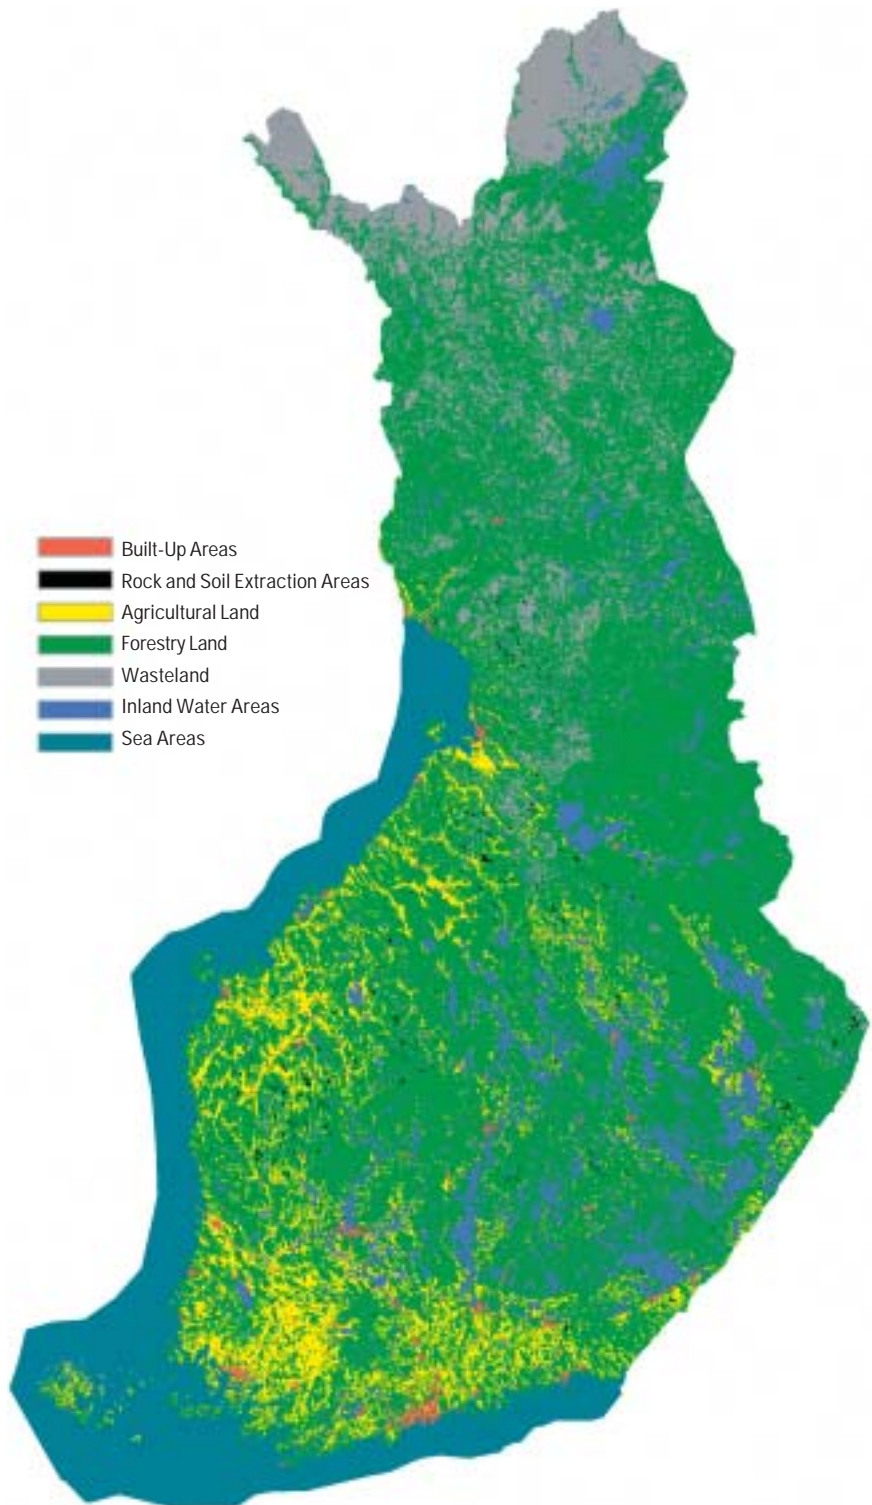 Built-Up Areas
Rock and Soil Extraction Areas
Agricultural Land
Forestry Land
Wasteland
Inland Water Areas
Sea Areas